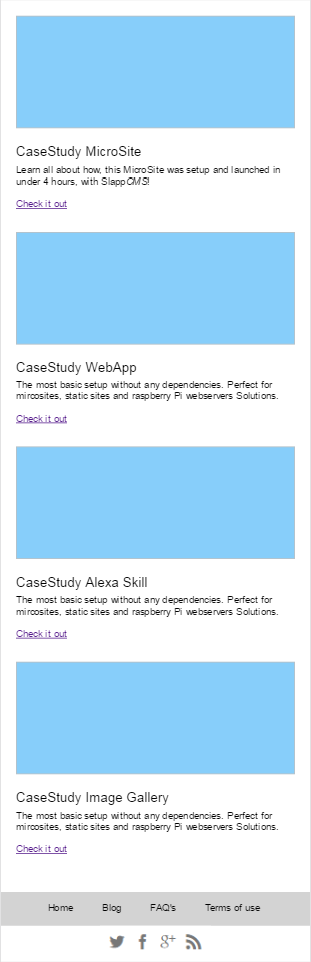 CaseStudy MicroSite
Learn all about how, this MicroSite was setup and launched in
under 4 hours, with SlappCMS!
Check it out
CaseStudy WebApp
The most basic setup without any dependencies. Perfect for
mircosites, static sites and raspberry Pi webservers Solutions.
Check it out
CaseStudy Alexa Skill
The most basic setup without any dependencies. Perfect for
mircosites, static sites and raspberry Pi webservers Solutions.
Check it out
CaseStudy Image Gallery
The most basic setup without any dependencies. Perfect for
mircosites, static sites and raspberry Pi webservers Solutions.
Check it out
Home Blog FAQ's Terms of use